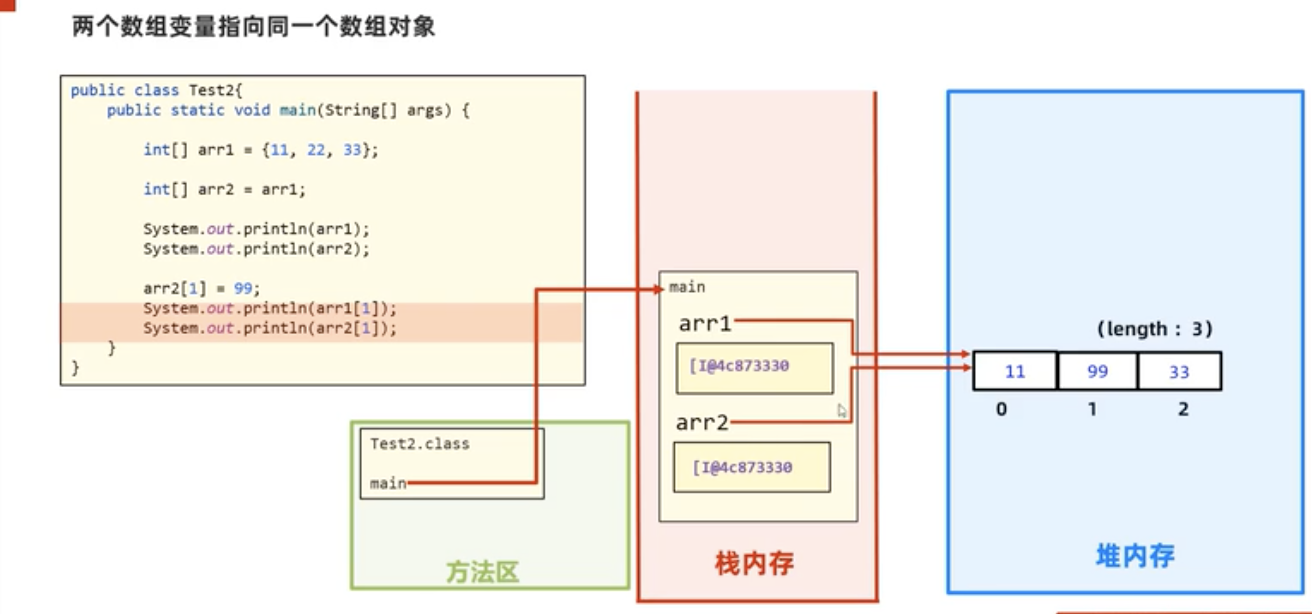 两个数组变量指向同一个数组对象
public class Test2{
public static void main(String[] args) {
int[] arr1 = {11, 22, 33};
int[] arr2 = arr1;
System.out.println(arr1);
System.out.println(arr2);
arr2[1] = 99;
System.out.println(arr1[1]);
System.out.println(arr2[1]);
}
}
Test2.class
main
方法区
main
arr1
[I@4c873330
arr2
[I@4c873330
栈内存
(length : 3)
11 99 33
0 1 2
堆内存